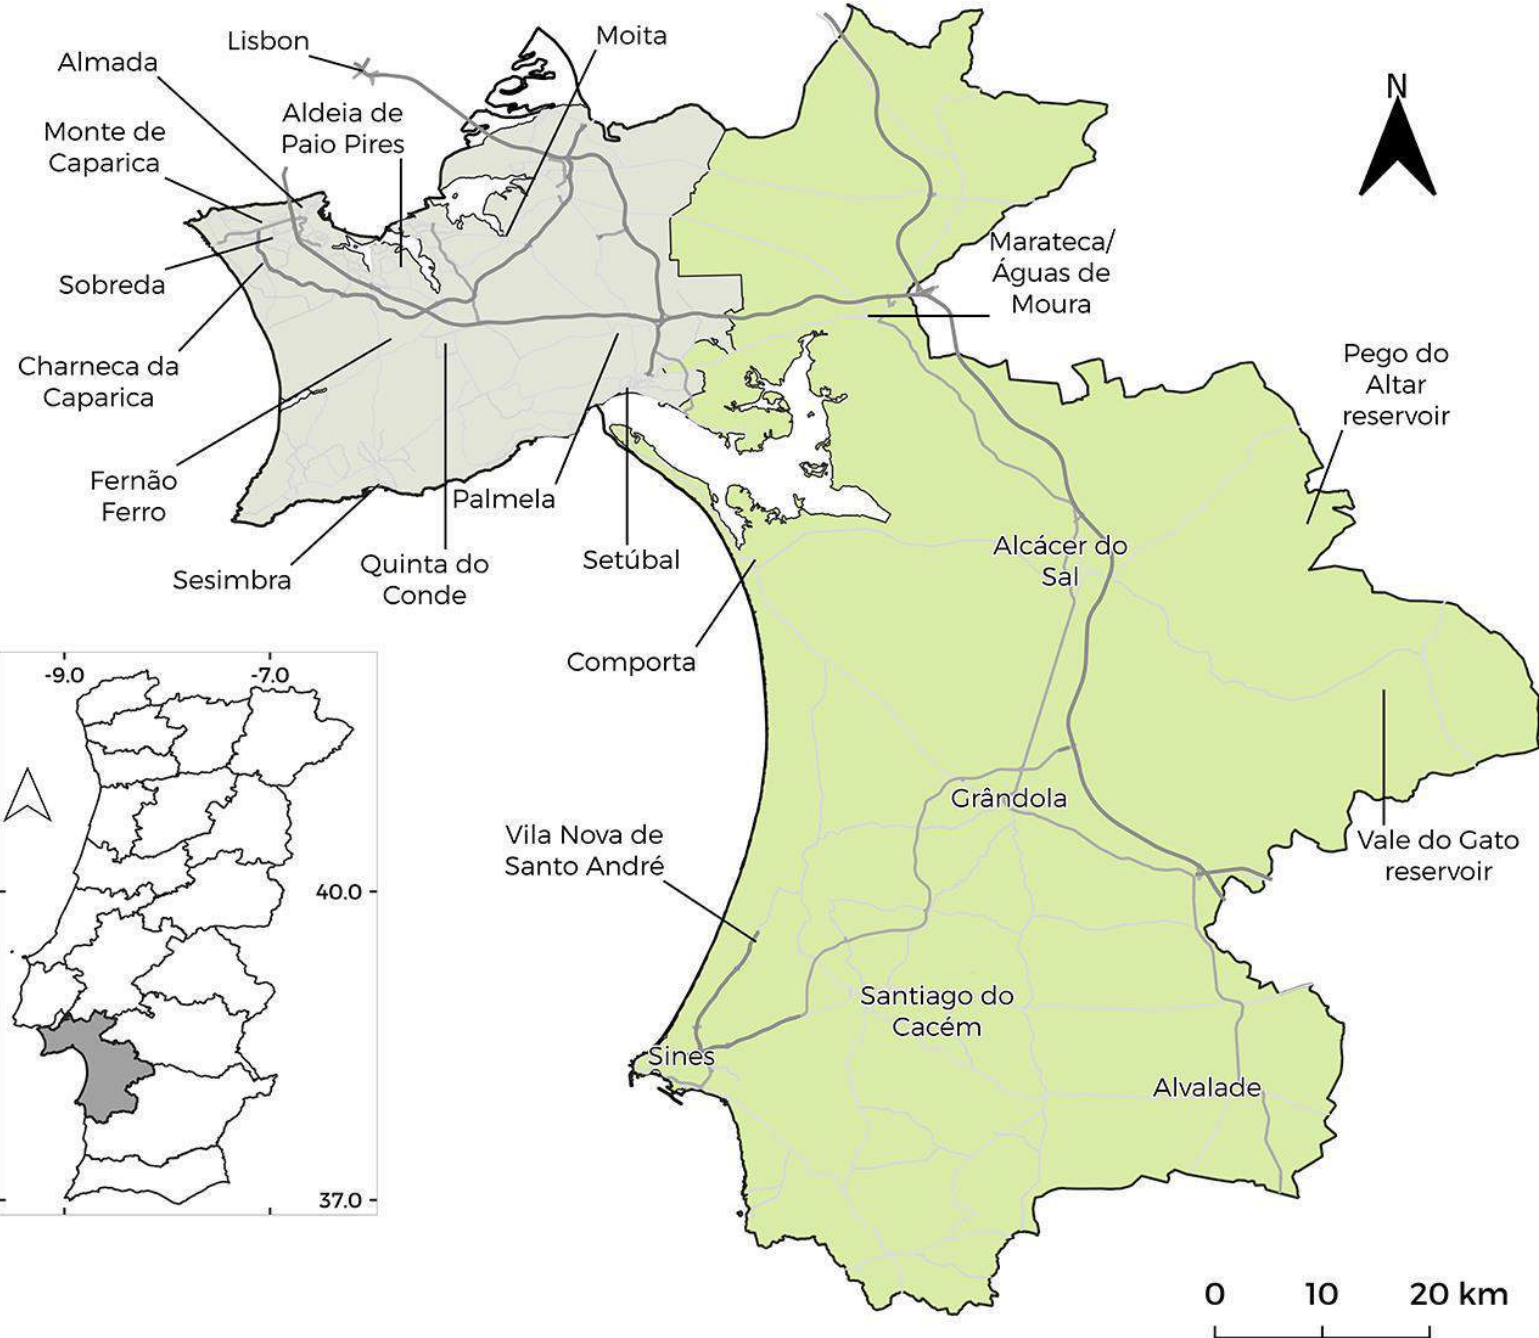 Lisbon
Moita
Almada
Aldeia de
Paio Pires
Monte de
Caparica
N
Sobreda
Marateca/
Águas de
Moura
Charneca da
Caparica
Pego do
Altar
reservoir
Fernão
Ferro
Palmela
Sesimbra
Quinta do
Conde
Setúbal
Alcácer do
Sal
Comporta
-9.0
-7.0
40.0
37.0
Grândola
Vila Nova de
Santo André
Vale do Gato
reservoir
Santiago do
Cacém
Sines
Alvalade
0 10 20 km